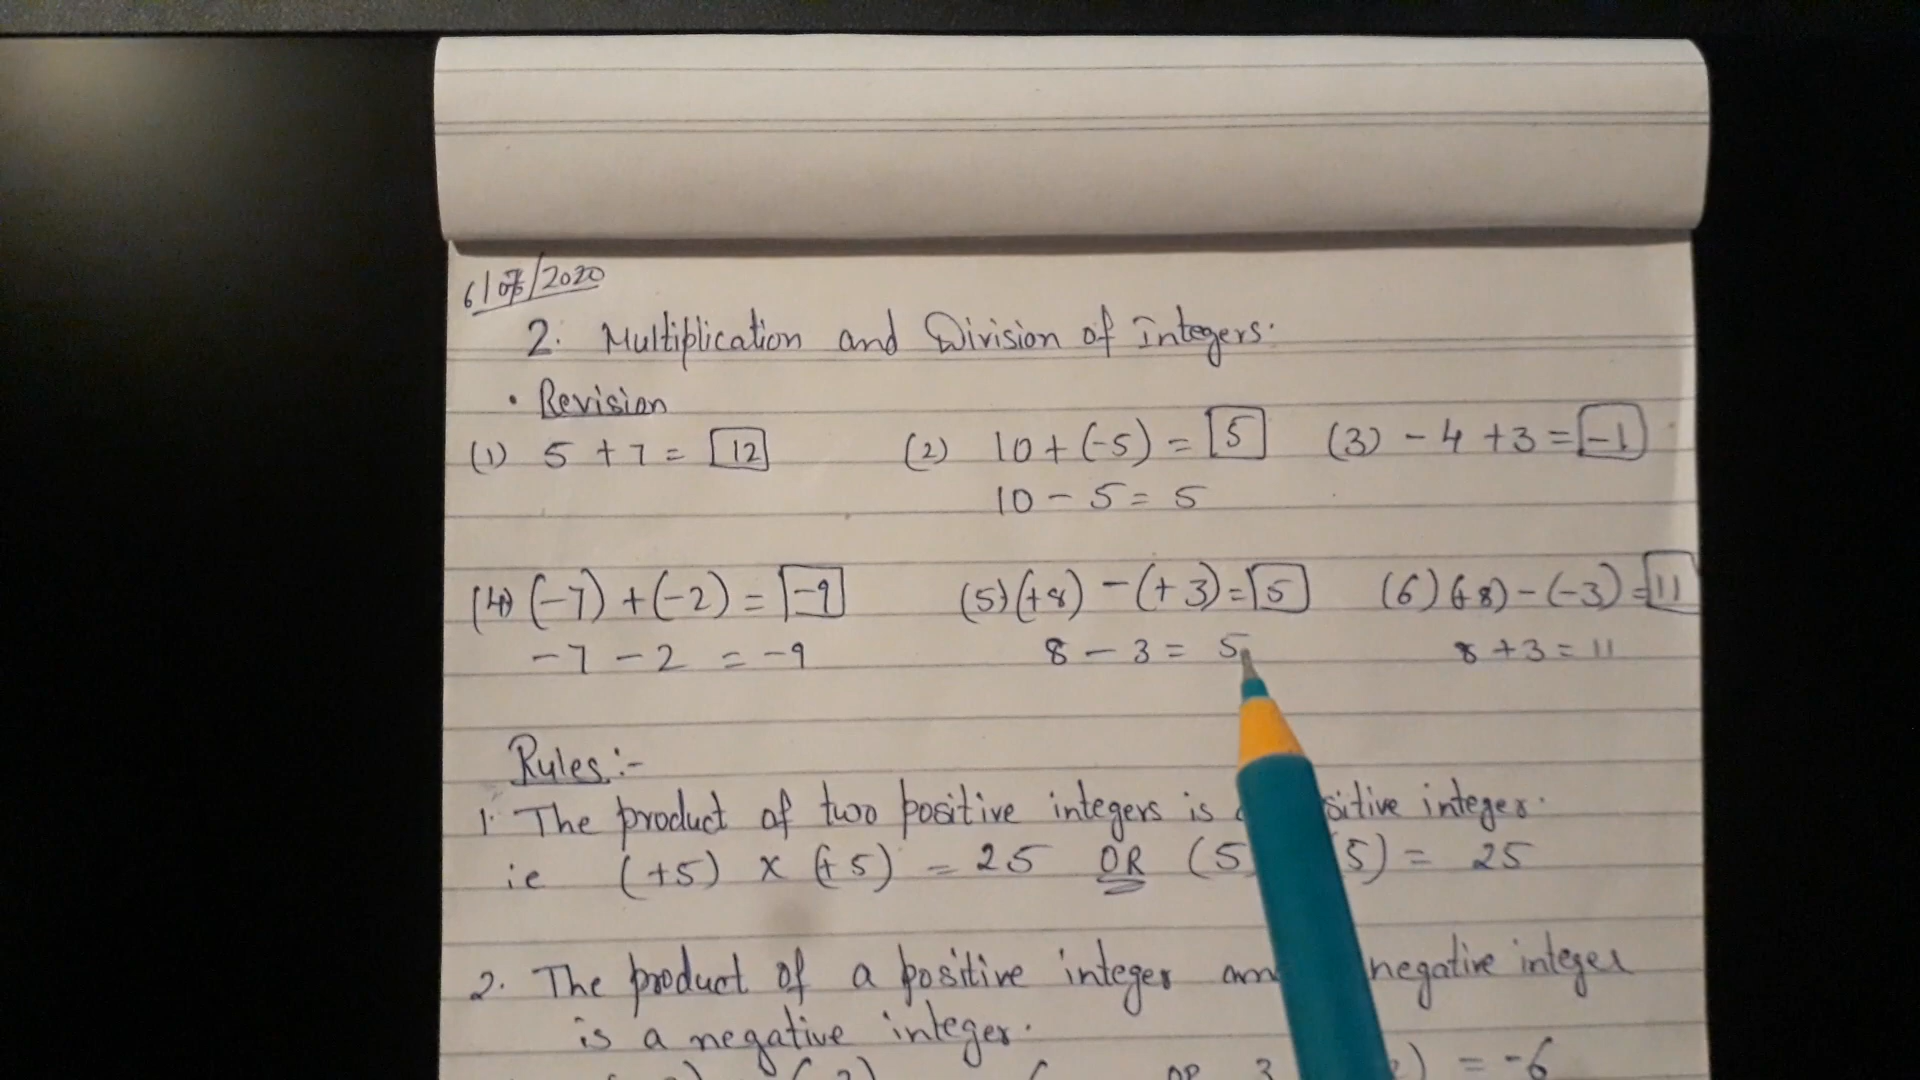 2. Multiplication and Division of Integers.
• Revision
(1) 5 + 7 = 12 (2) 10 + (-5) = 5 (3) - 4 + 3 = -1
10 - 5 = 5
(4) (-7) + (-2) = -9 (5) (+8) - (+3) = 5 (6) (+8) - (-3) = 11
-7 - 2 = -9 8 - 3 = 5 8 + 3 = 11
Rules :-
1. The product of two positive integers is sitive integer.
ie (+5) x (+5) = 25 OR (5 5) = 25
2. The product of a positive integer negative integer
is a negative integer.
= -6